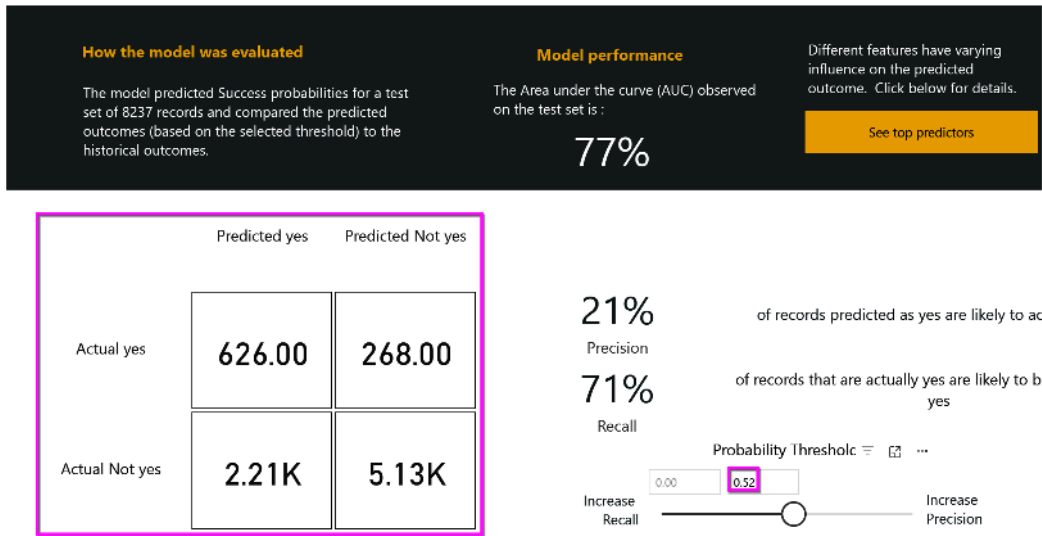 How the model was evaluated
The model predicted Success probabilities for a test
set of 8237 records and compared the predicted
outcomes (based on the selected threshold) to the
historical outcomes.
Model performance
The Area under the curve (AUC) observed
on the test set is :
77%
Different features have varying
influence on the predicted
outcome. Click below for details.
See top predictors
Predicted yes Predicted Not yes
Actual yes 626.00 268.00
Actual Not yes 2.21K 5.13K
21%
Precision
of records predicted as yes are likely to ac
71%
Recall
of records that are actually yes are likely to b
yes
Probability Threshold
0.00 0.52
Increase
Recall
Increase
Precision